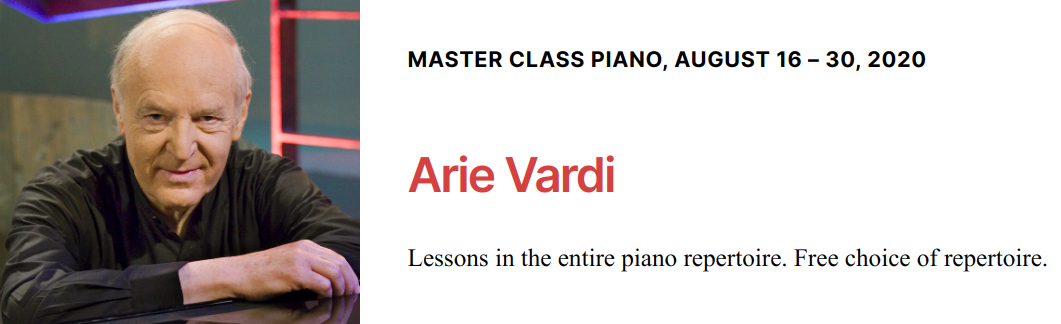 MASTER CLASS PIANO, AUGUST 16 – 30, 2020
Arie Vardi
Lessons in the entire piano repertoire. Free choice of repertoire.